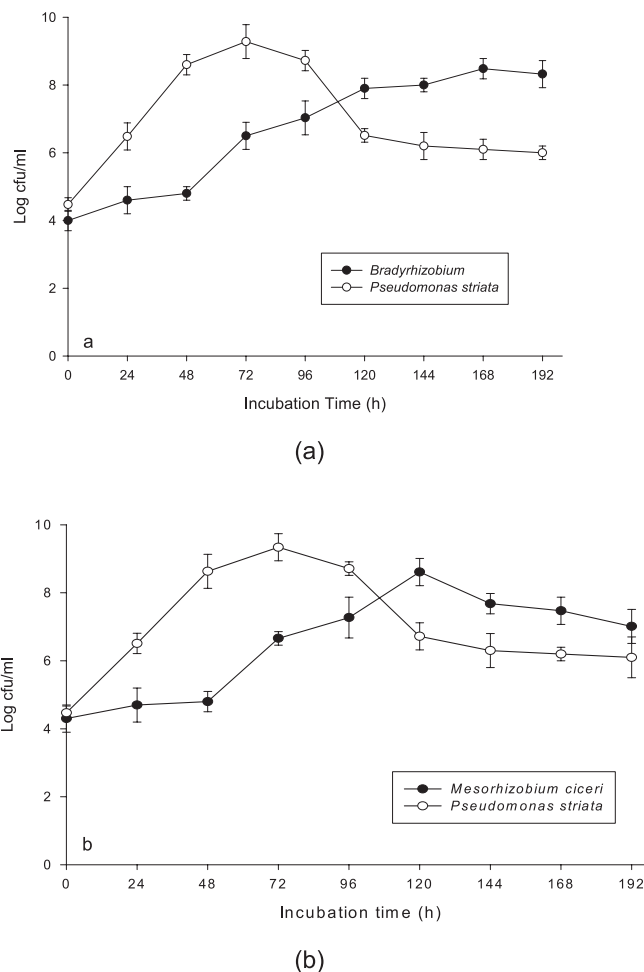 10
8
6
4
2
0
Log cfu/ml
Bradyrhizobium
Pseudomonas striata
a
0 24 48 72 96 120 144 168 192
Incubation Time (h)
(a)
10
8
6
4
2
0
Log cfu/ml
Mesorhizobium ciceri
Pseudomonas striata
b
0 24 48 72 96 120 144 168 192
Incubation time (h)
(b)